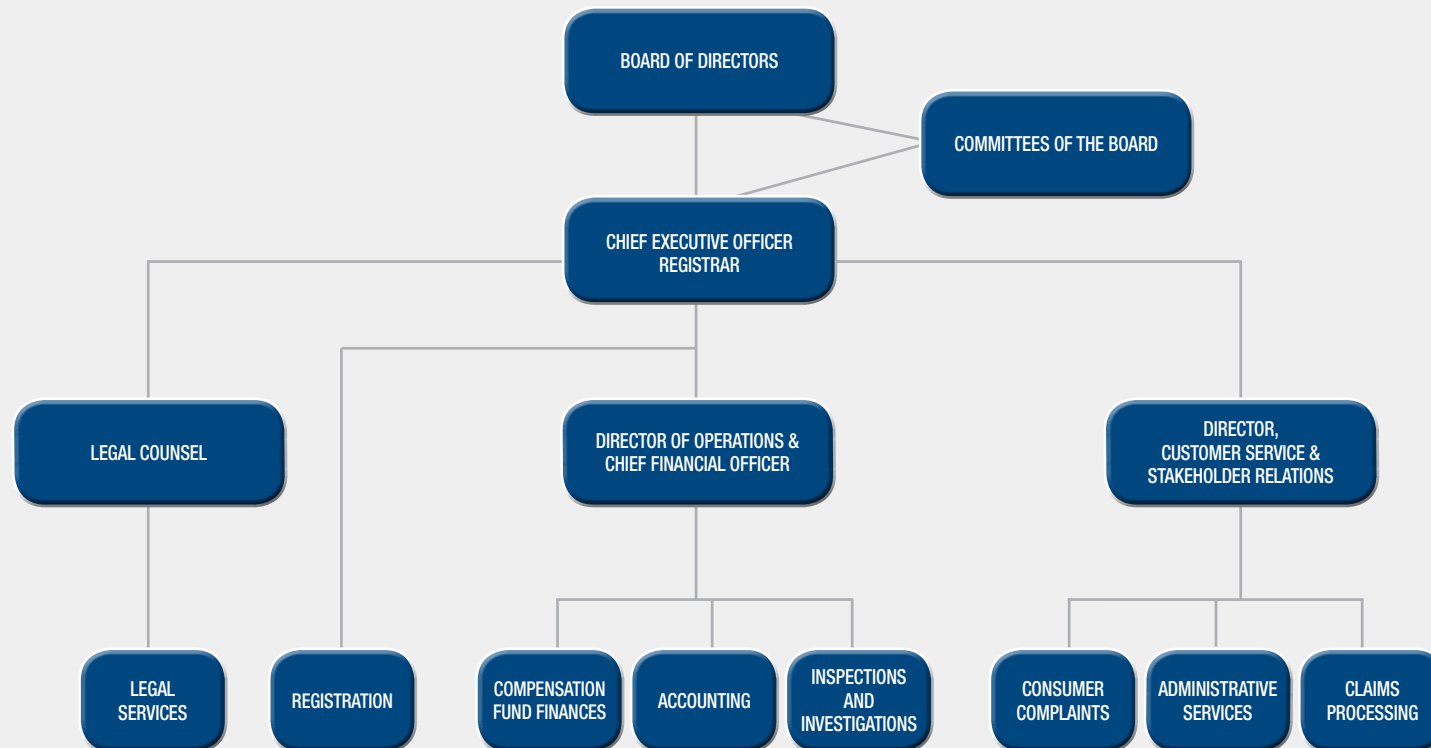 BOARD OF DIRECTORS
COMMITTEES OF THE BOARD
CHIEF EXECUTIVE OFFICER
REGISTRAR
LEGAL COUNSEL
DIRECTOR OF OPERATIONS &
CHIEF FINANCIAL OFFICER
DIRECTOR,
CUSTOMER SERVICE &
STAKEHOLDER RELATIONS
LEGAL
SERVICES
REGISTRATION
COMPENSATION
FUND FINANCES
ACCOUNTING
INSPECTIONS
AND
INVESTIGATIONS
CONSUMER
COMPLAINTS
ADMINISTRATIVE
SERVICES
CLAIMS
PROCESSING